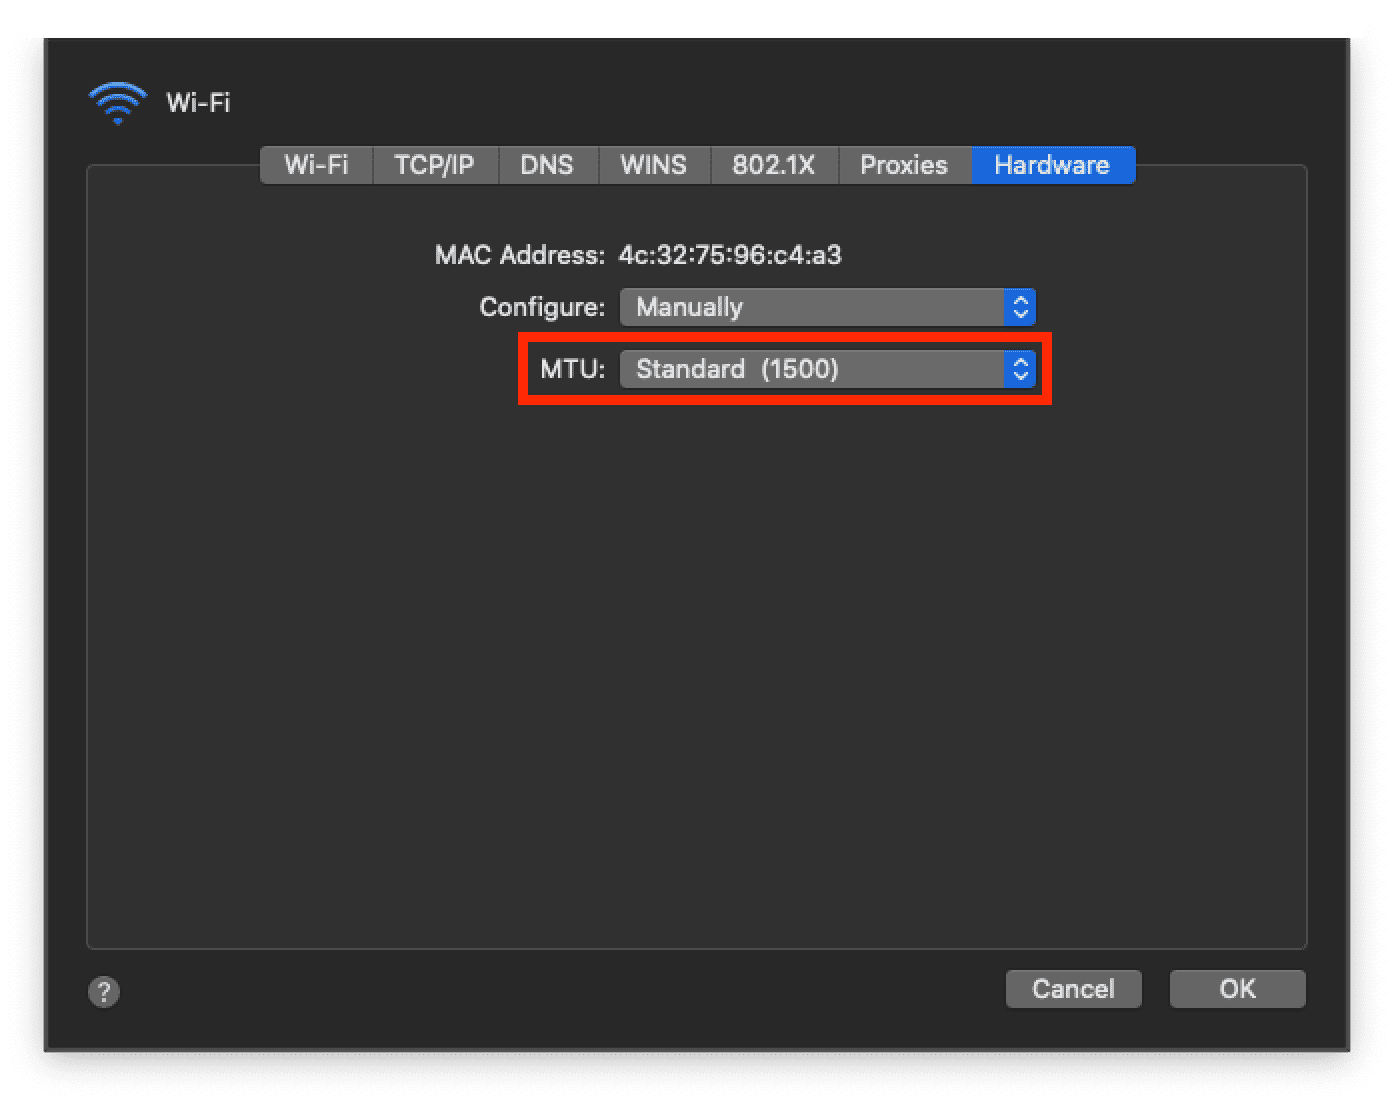 Wi-Fi
Wi-Fi TCP/IP DNS WINS 802.1X Proxies Hardware
MAC Address: 4c:32:75:96:c4:a3
Configure: Manually
MTU: Standard (1500)
? Cancel OK